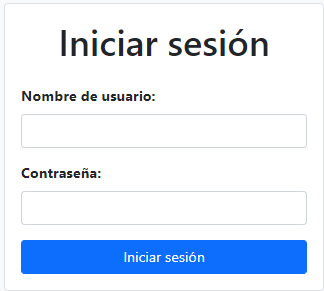 Iniciar sesión
Nombre de usuario:
Contraseña:
Iniciar sesión